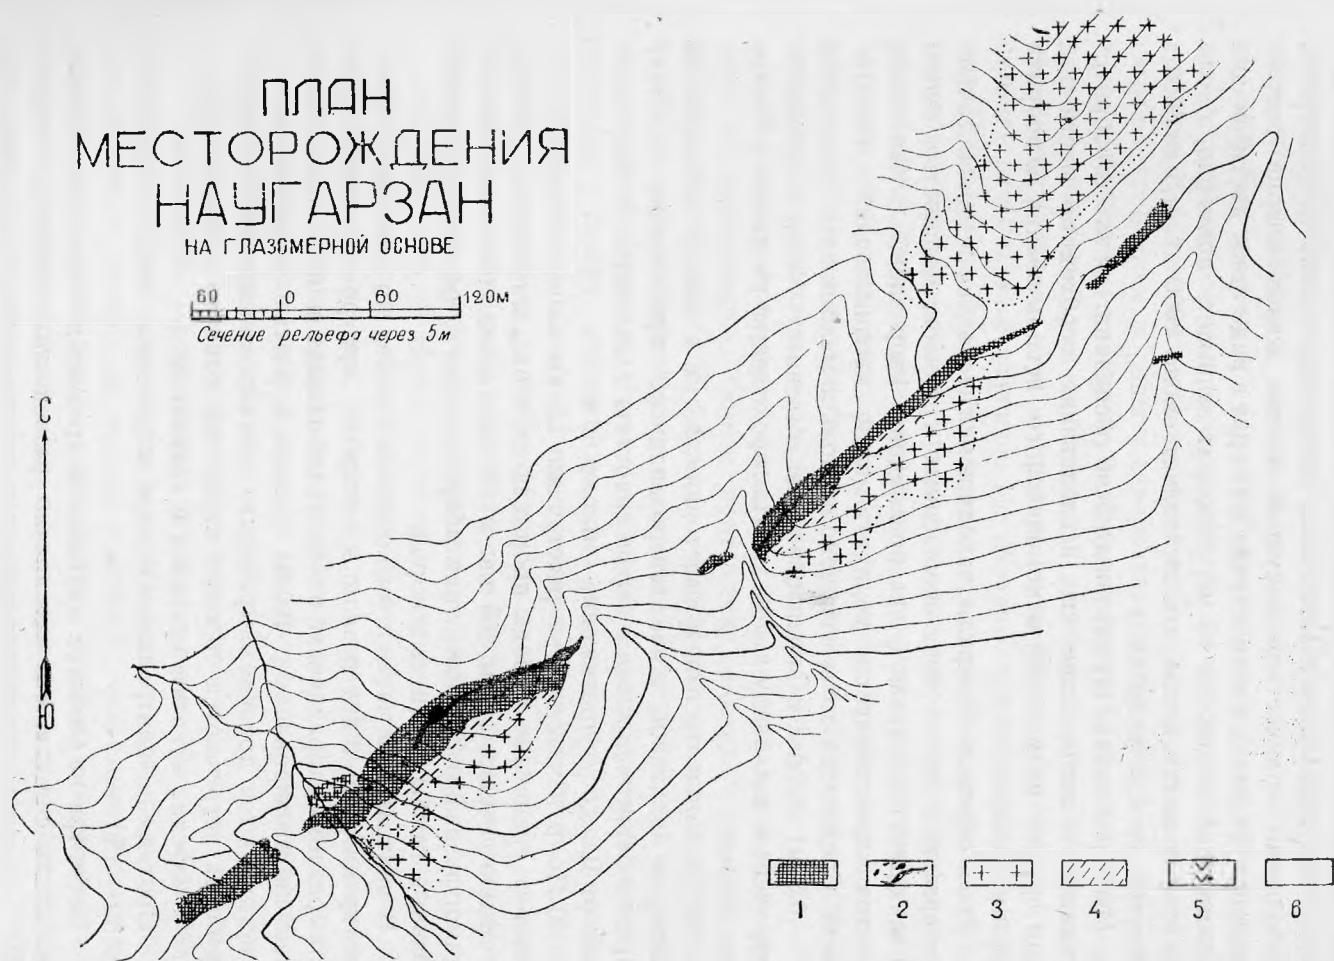 ПЛАН
МЕСТОРОЖДЕНИЯ
НАУГАРЗАН
НА ГЛАЗОМЕРНОЙ ОСНОВЕ
60 0 60 120м
Сечение рельефа через 5м
С
Ю
1 2 3 4 5 6